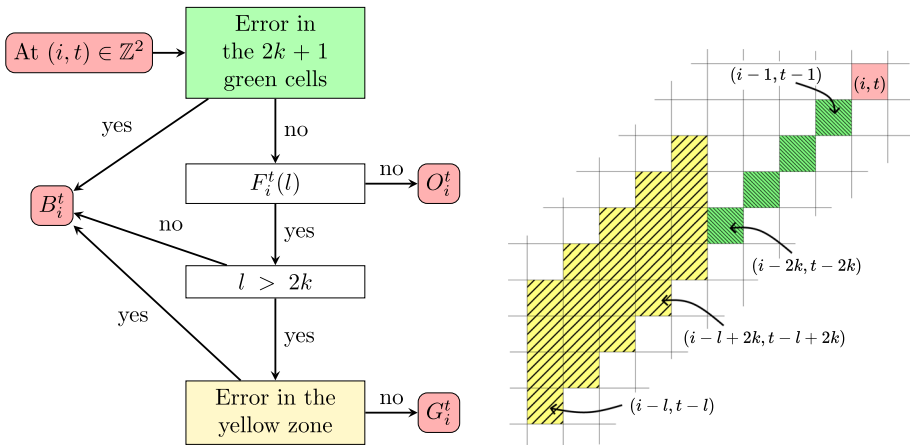 At (i, t) ∈ ℤ²
Error in
the 2k + 1
green cells
yes
no
F_i^t(l)
no
O_i^t
B_i^t
no
yes
l > 2k
yes
yes
Error in the
yellow zone
no
G_i^t
(i−1, t−1)
(i, t)
(i−2k, t−2k)
(i−l+2k, t−l+2k)
(i−l, t−l)